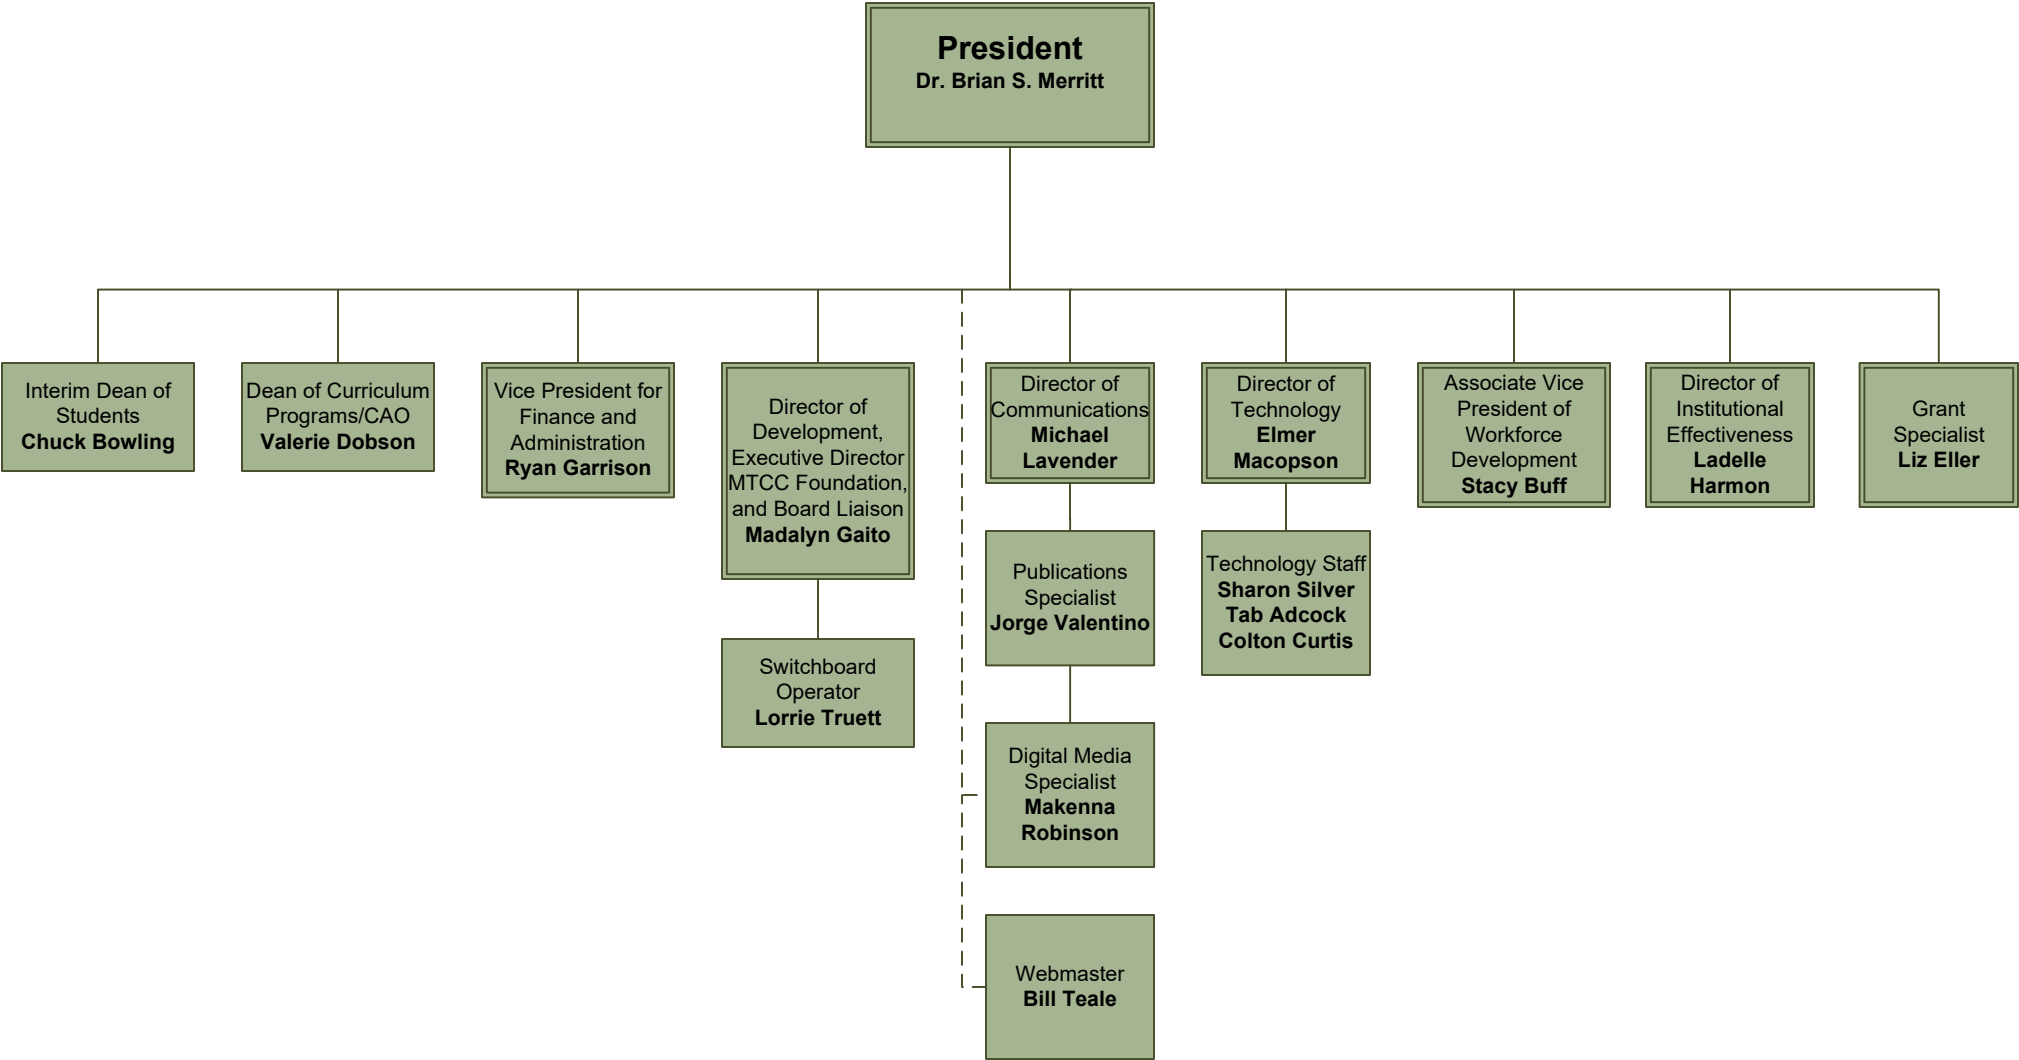 President
Dr. Brian S. Merritt
Interim Dean of
Students
Chuck Bowling
Dean of Curriculum
Programs/CAO
Valerie Dobson
Vice President for
Finance and
Administration
Ryan Garrison
Director of
Development,
Executive Director
MTCC Foundation,
and Board Liaison
Madalyn Gaito
Switchboard
Operator
Lorrie Truett
Director of
Communications
Michael
Lavender
Publications
Specialist
Jorge Valentino
Digital Media
Specialist
Makenna
Robinson
Webmaster
Bill Teale
Director of
Technology
Elmer
Macopson
Technology Staff
Sharon Silver
Tab Adcock
Colton Curtis
Associate Vice
President of
Workforce
Development
Stacy Buff
Director of
Institutional
Effectiveness
Ladelle
Harmon
Grant
Specialist
Liz Eller